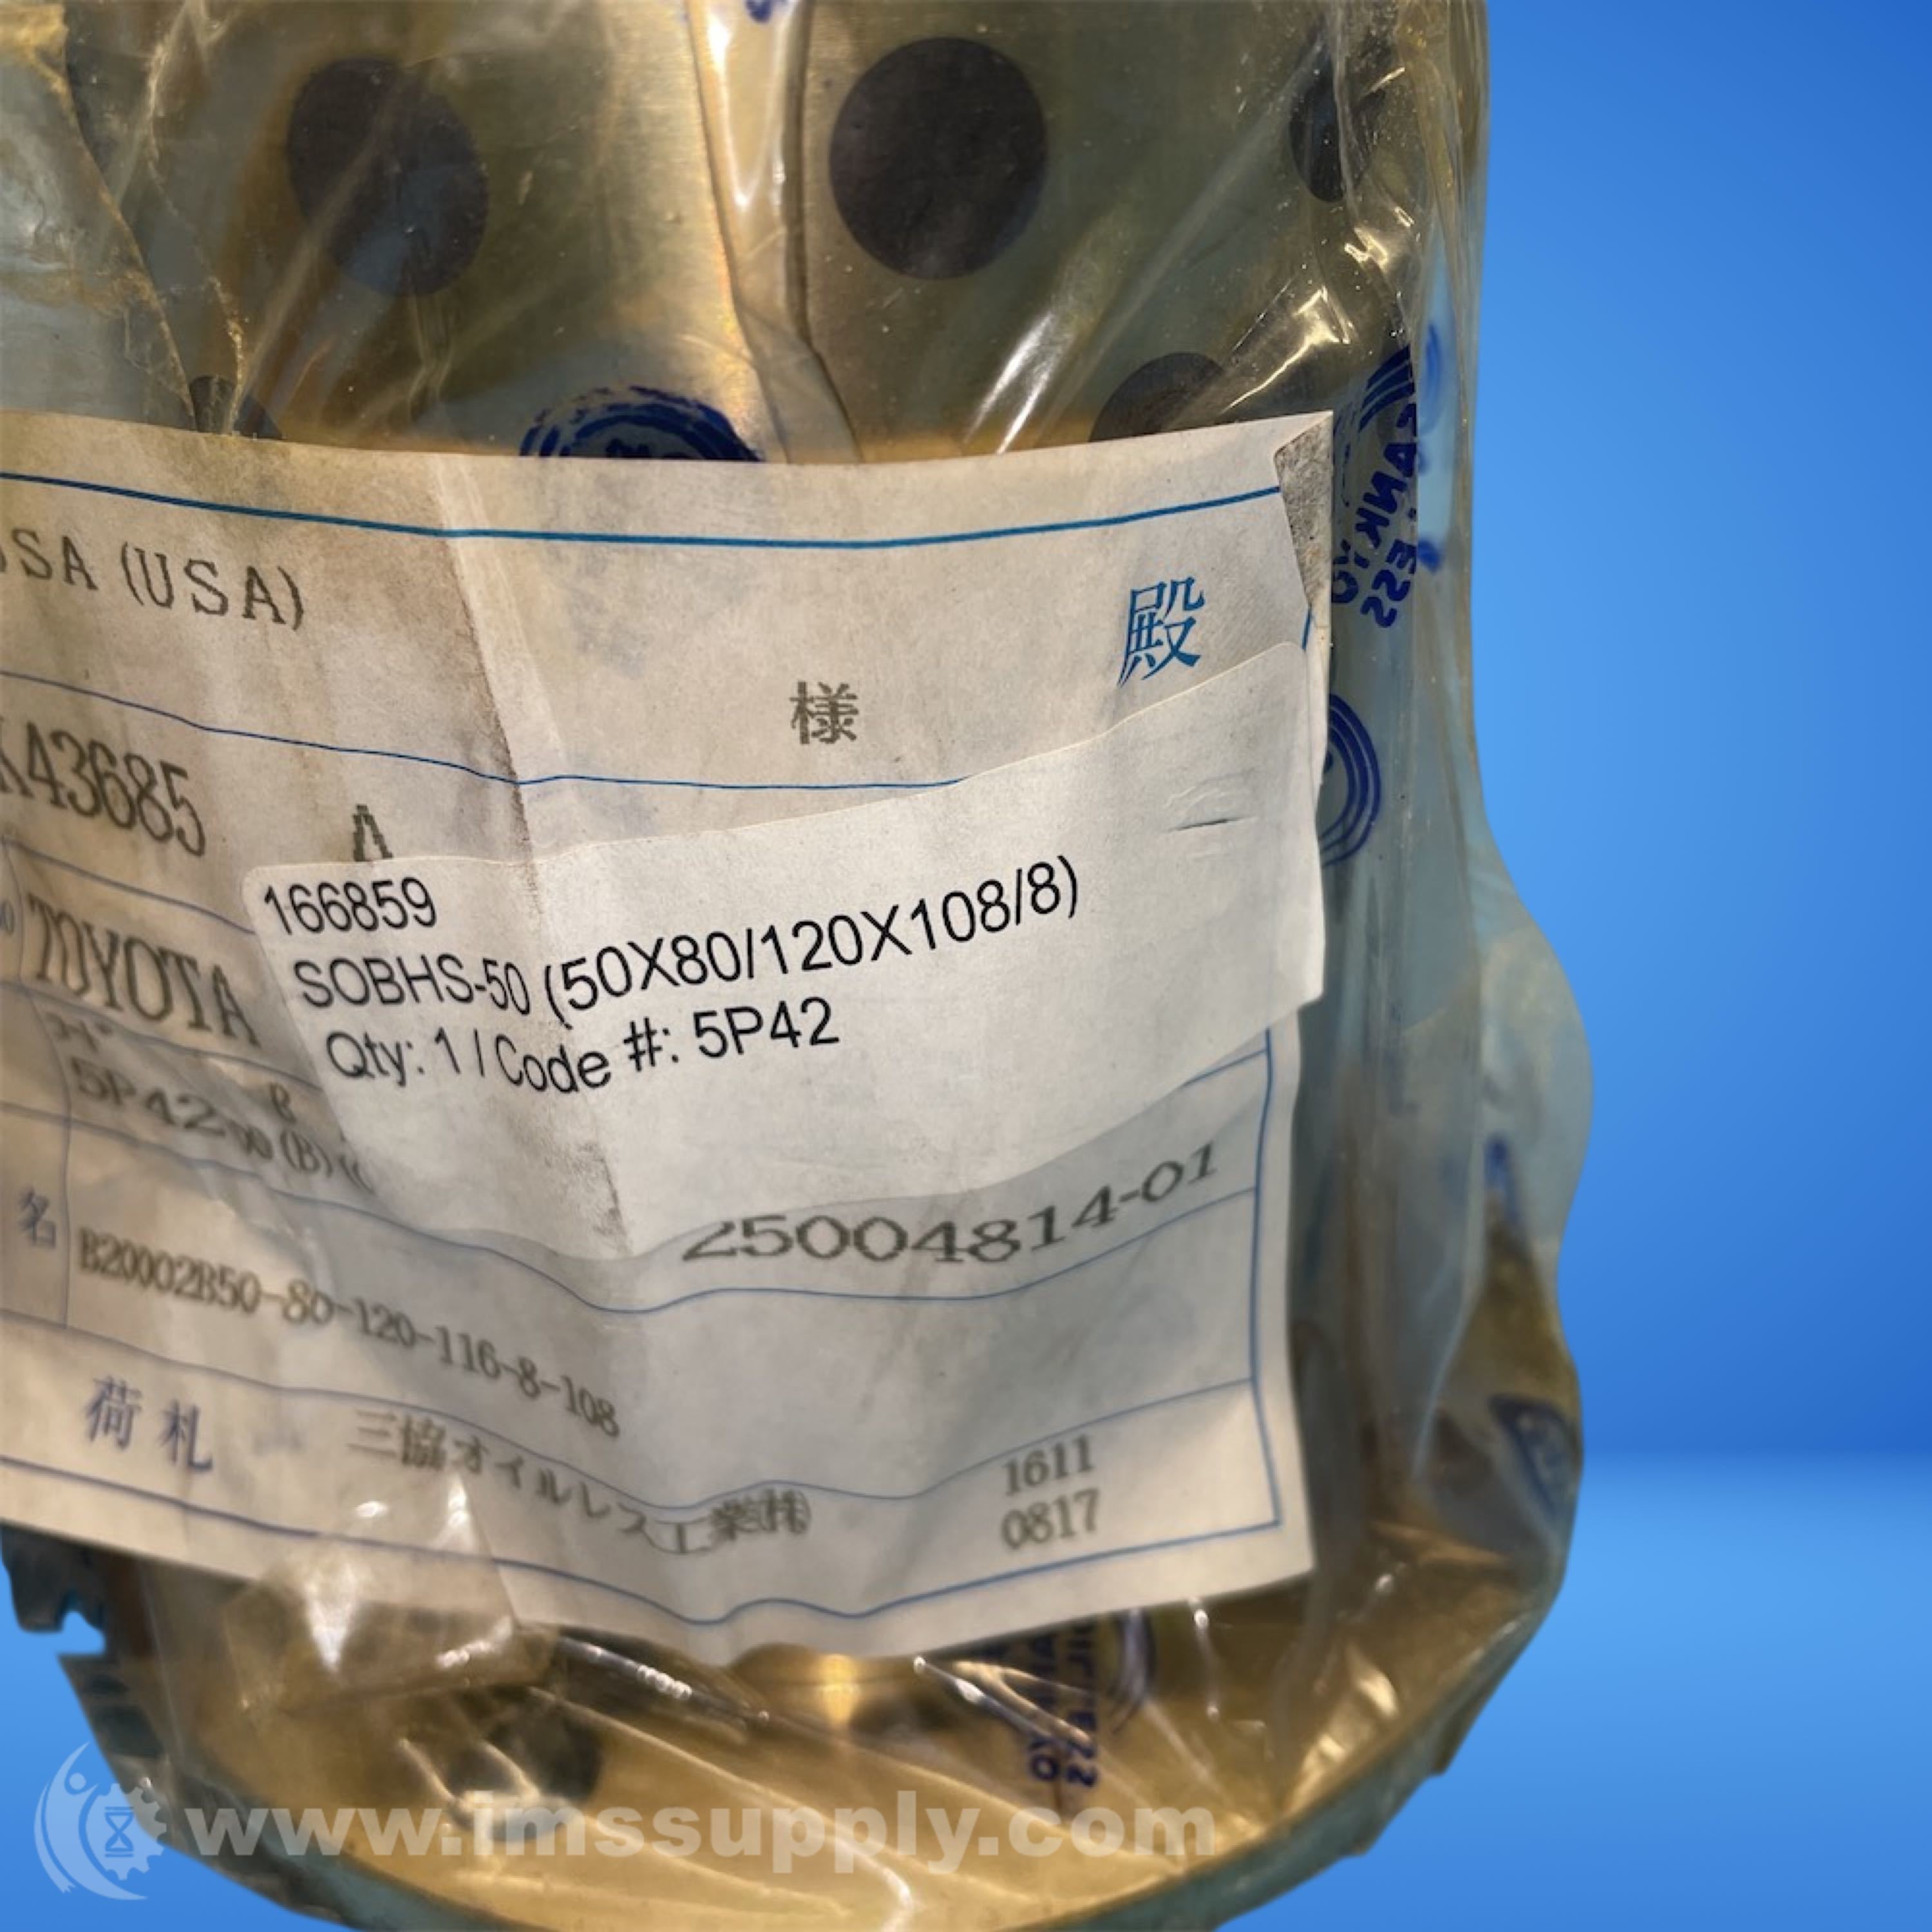 SA (USA)
殿
様
K43685
A
166859
SOBHS-50 (50X80/120X108/8)
Qty: 1 / Code #: 5P42
TOYOTA
5P42
(B)
25004814-01
名
B20002B50-80-120-116-8-108
荷札
三協オイルレス工業㈱
1611
0817
www.imssupply.com